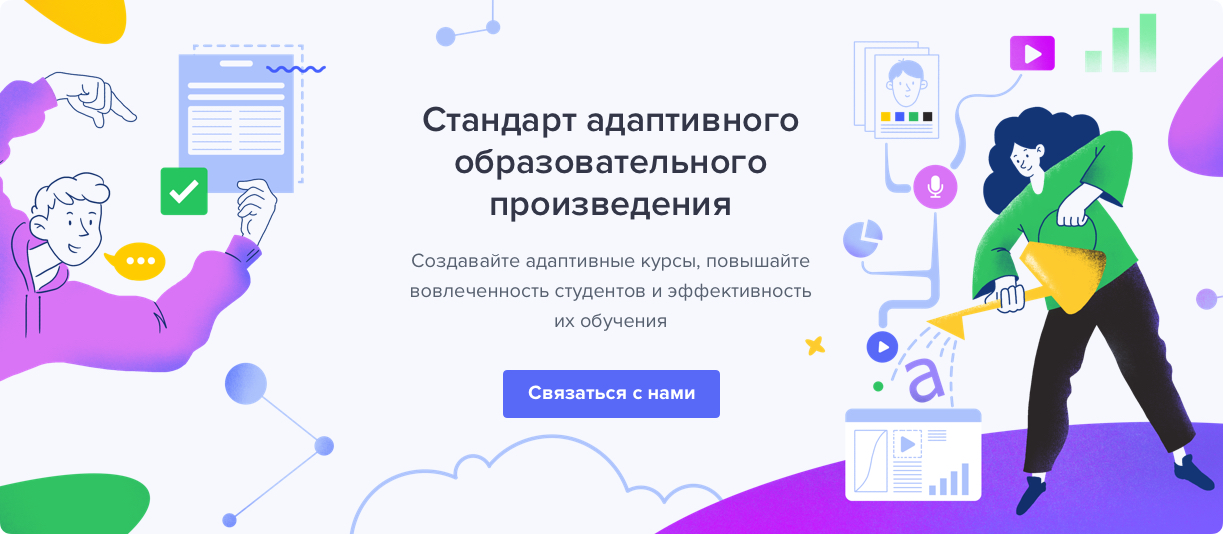 Стандарт адаптивного
образовательного
произведения
Создавайте адаптивные курсы, повышайте
вовлеченность студентов и эффективность
их обучения
Связаться с нами
a